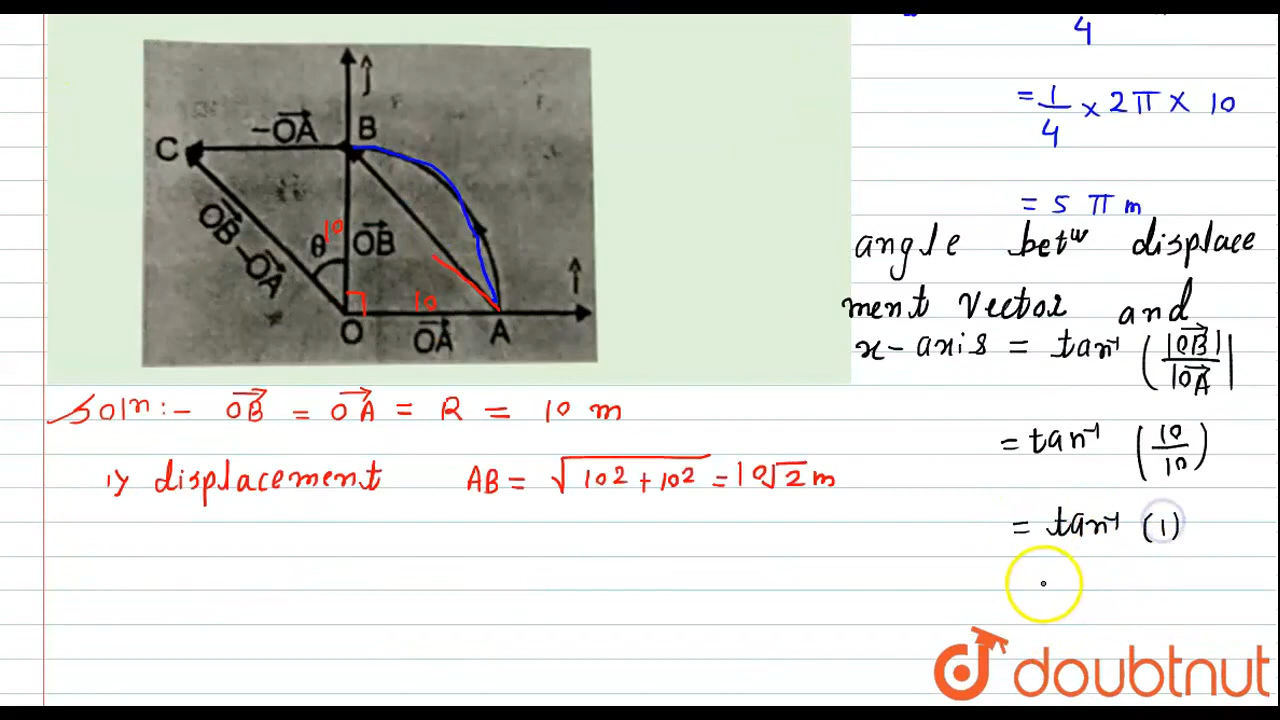 4
= 1/4 × 2π × 10
= 5 π m
angle betʷ displace
ment vector and
x-axis = tan⁻¹ (|OB⃗|/|OA⃗|
= tan⁻¹ (10/10)
= tan⁻¹ (1)
ĵ
-OA⃗ B
C
OB⃗ - OA⃗
θ 10 OB⃗
î
10
O OA⃗ A
Solⁿ:- OB⃗ = OA⃗ = R = 10 m
1) displacement AB = √10² + 10² = 10√2 m
doubtnut